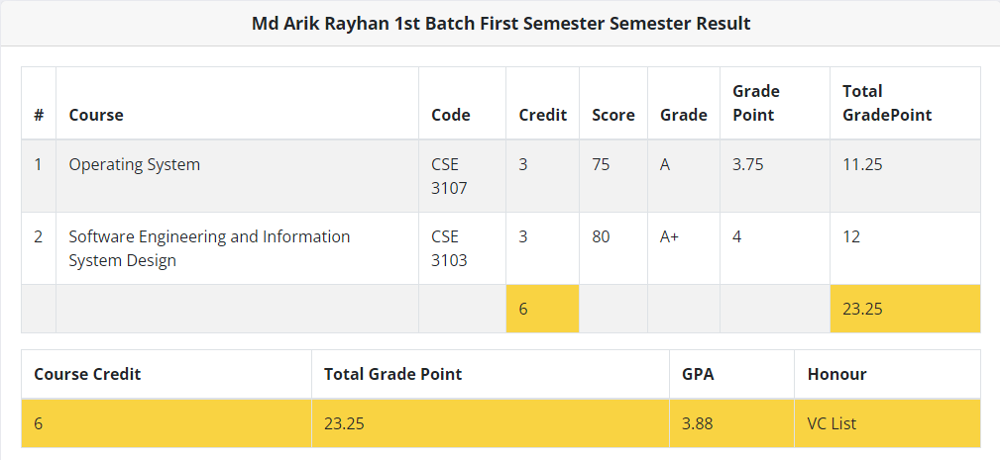 Md Arik Rayhan 1st Batch First Semester Semester Result
# Course Code Credit Score Grade Grade Point Total GradePoint
1 Operating System CSE 3107 3 75 A 3.75 11.25
2 Software Engineering and Information System Design CSE 3103 3 80 A+ 4 12
6 23.25
Course Credit Total Grade Point GPA Honour
6 23.25 3.88 VC List